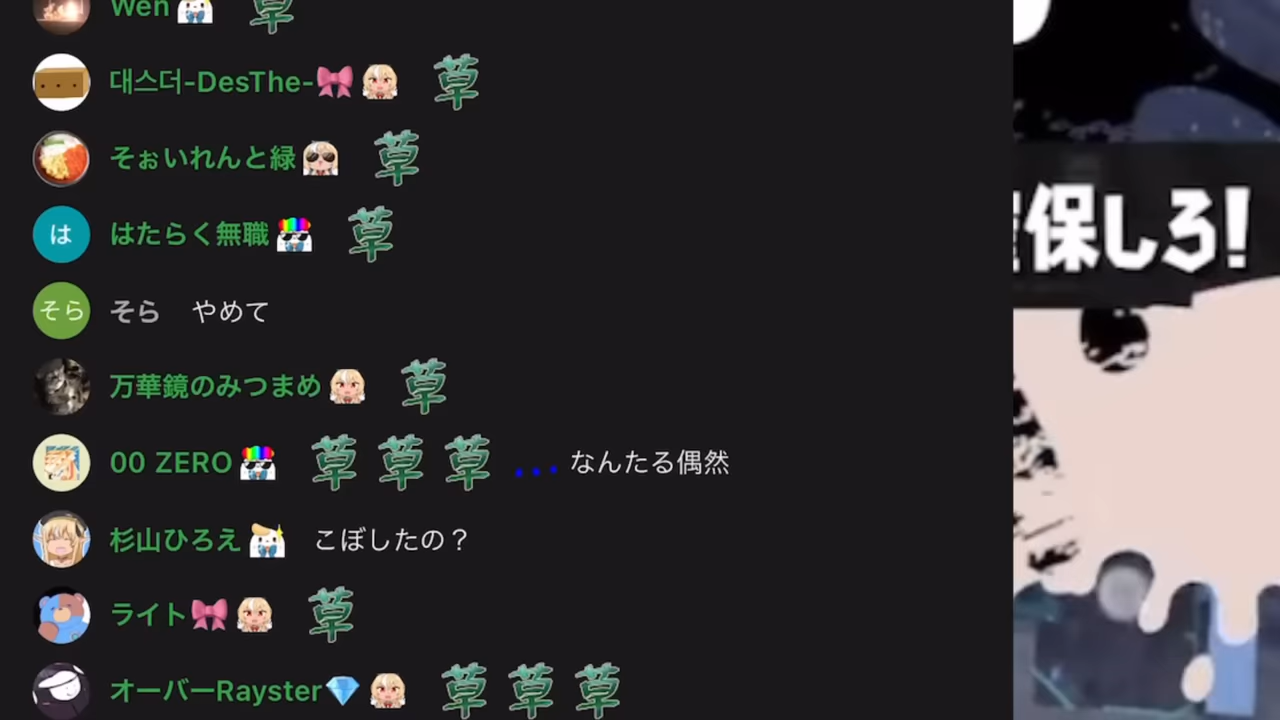 Wen 草
대스더-DesThe- 草
そぉいれんと緑 草
は はたらく無職 草
そら そら やめて
万華鏡のみつまめ 草
00 ZERO 草 草 草 ... なんたる偶然
杉山ひろえ こぼしたの？
ライト 草
オーバーRayster 草 草 草
保しろ!